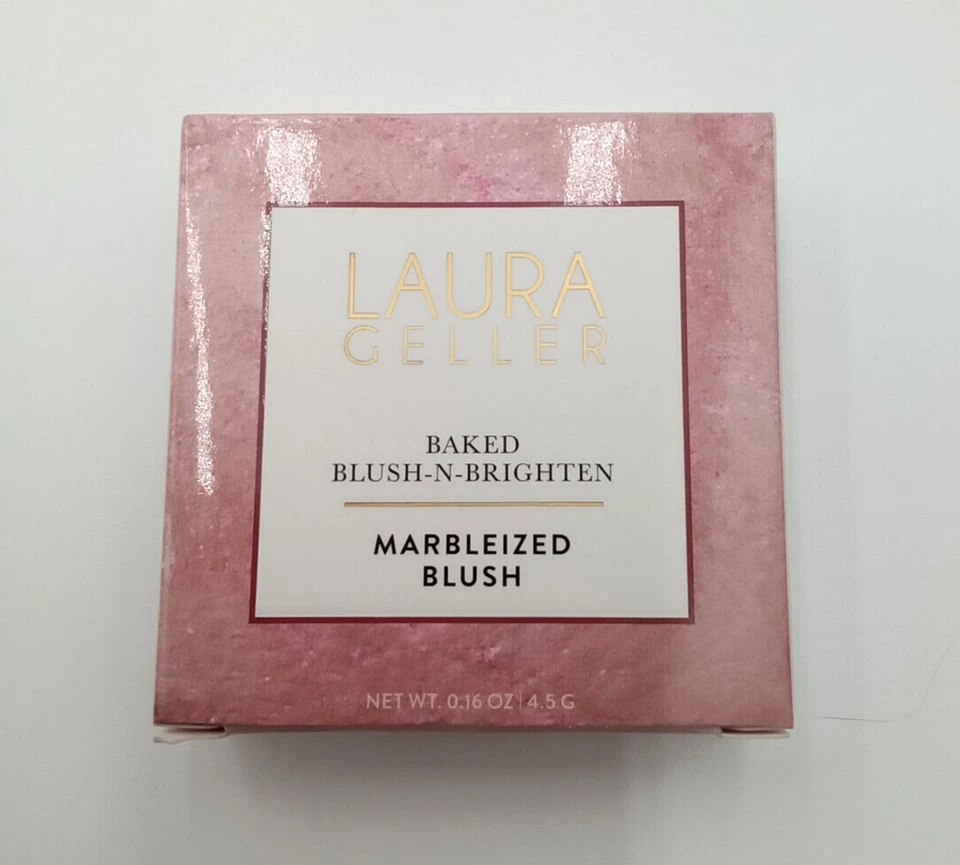 LAURA
GELLER
BAKED
BLUSH-N-BRIGHTEN
MARBLEIZED
BLUSH
NET WT. 0.16 OZ | 4.5 G